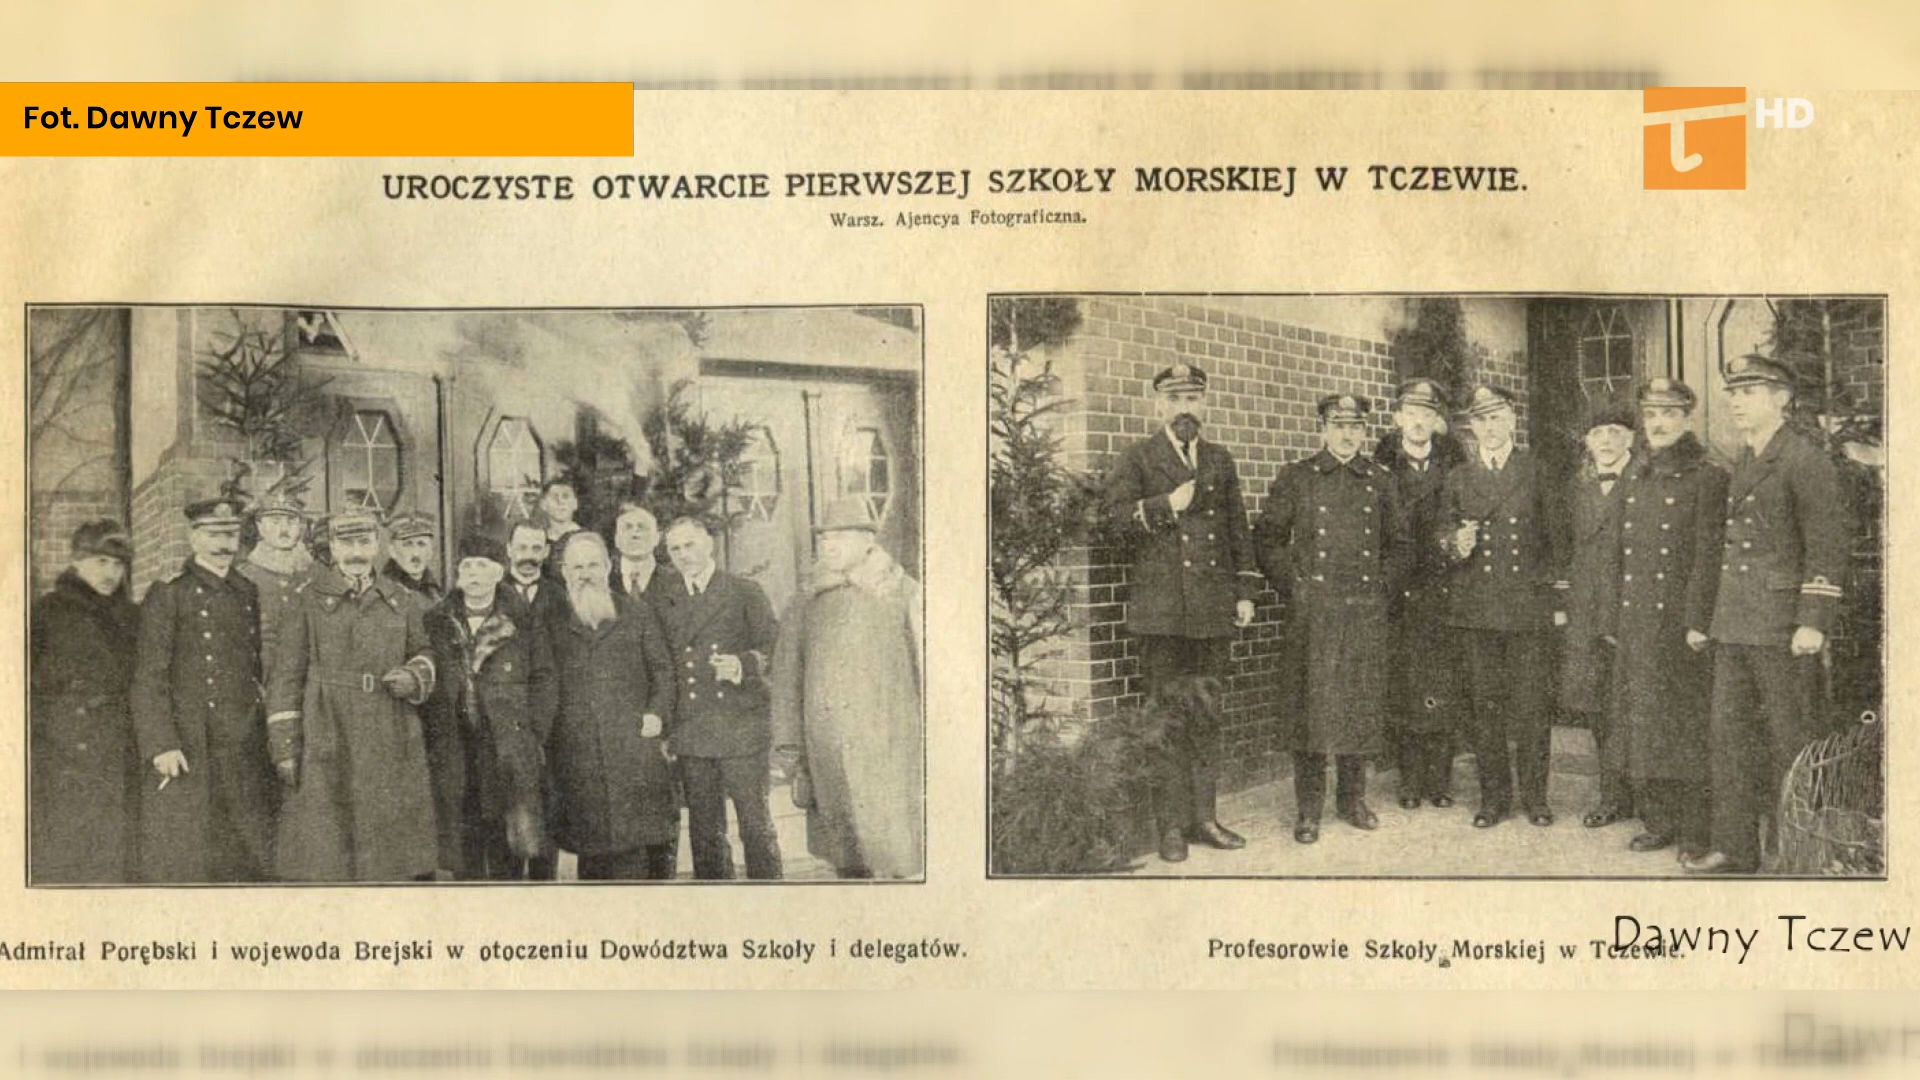 Fot. Dawny Tczew
HD
UROCZYSTE OTWARCIE PIERWSZEJ SZKOŁY MORSKIEJ W TCZEWIE.
Warsz. Ajencya Fotograficzna.
Admirał Porębski i wojewoda Brejski w otoczeniu Dowództwa Szkoły i delegatów.
Profesorowie Szkoły Morskiej w Tczewie.
Dawny Tczew